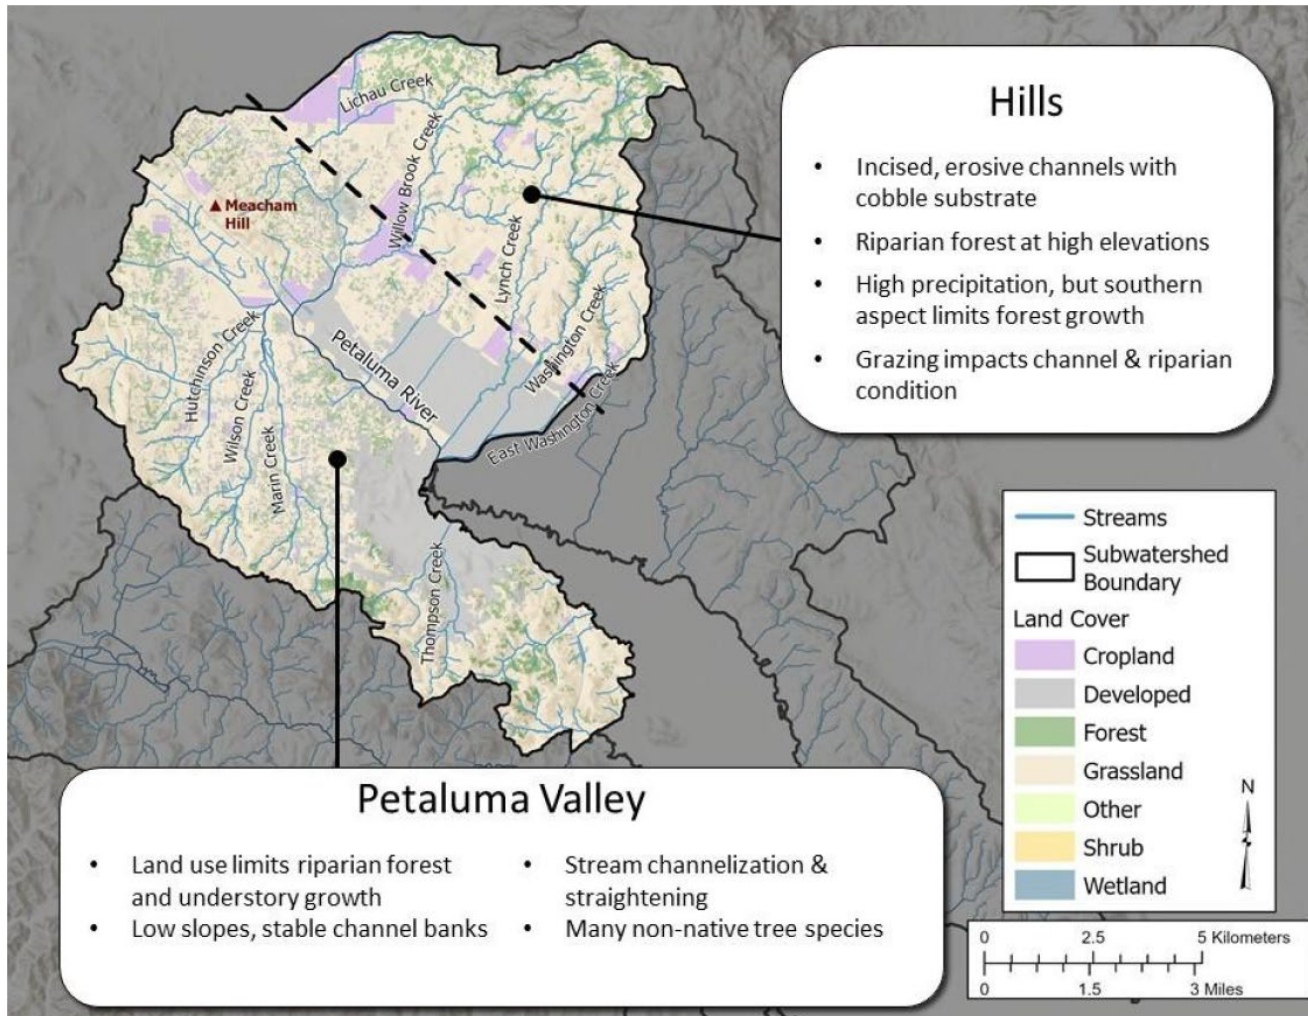 Hills
• Incised, erosive channels with
cobble substrate
• Riparian forest at high elevations
• High precipitation, but southern
aspect limits forest growth
• Grazing impacts channel & riparian
condition
Lichau Creek
Willow Brook Creek
Meacham
Hill
Lynch Creek
Washington Creek
East Washington Creek
Petaluma River
Hutchinson Creek
Wilson Creek
Marin Creek
Thompson Creek
Petaluma Valley
• Land use limits riparian forest
and understory growth
• Low slopes, stable channel banks
• Stream channelization &
straightening
• Many non-native tree species
Streams
Subwatershed
Boundary
Land Cover
Cropland
Developed
Forest
Grassland
Other
Shrub
Wetland
N
0 2.5 5 Kilometers
0 1.5 3 Miles